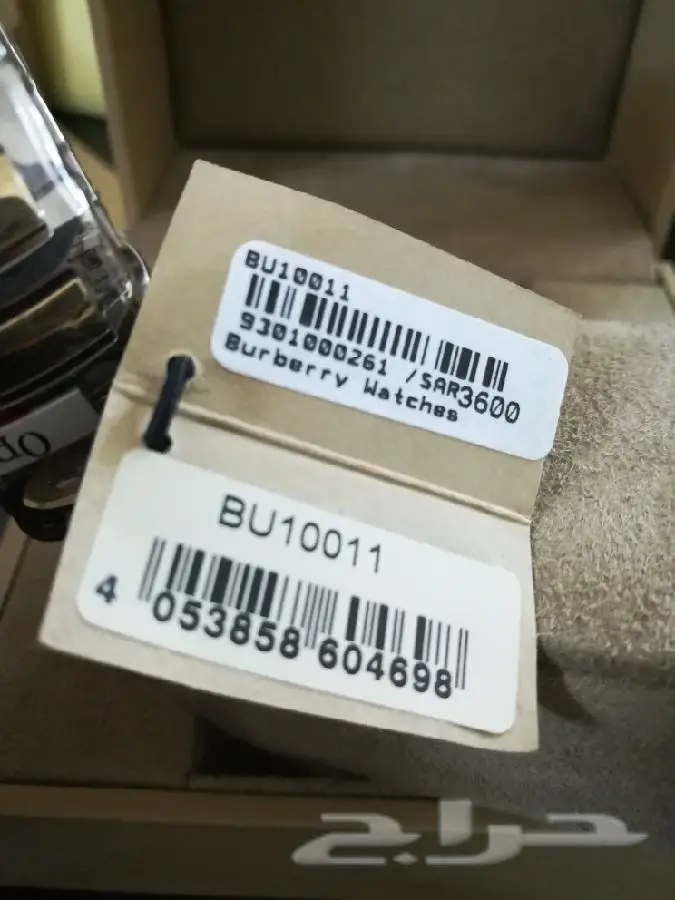 BU10011
9301000261 /SAR3600
Burberry Watches
BU10011
4 053858 604698
حراج